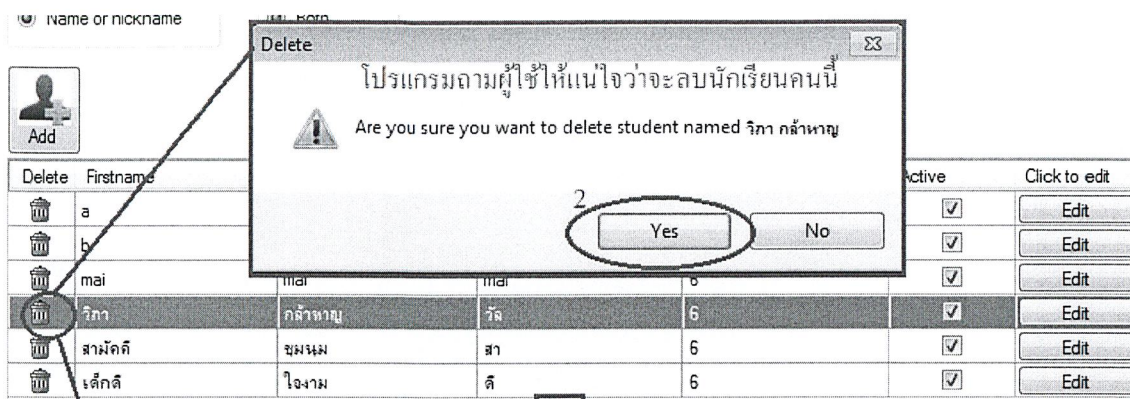 Name or nickname Both
Delete
โปรแกรมถามผู้ใช้ให้แน่ใจว่าจะลบนักเรียนคนนี้
Are you sure you want to delete student named วิภา กล้าหาญ
2
Yes No
Add
Delete Firstname Active Click to edit
a Edit
b Edit
mai mai mai 6 Edit
วิภา กล้าหาญ วิล 6 Edit
สามัคคี ชุมนุม สา 6 Edit
เด็กดี ใจงาม ดี 6 Edit